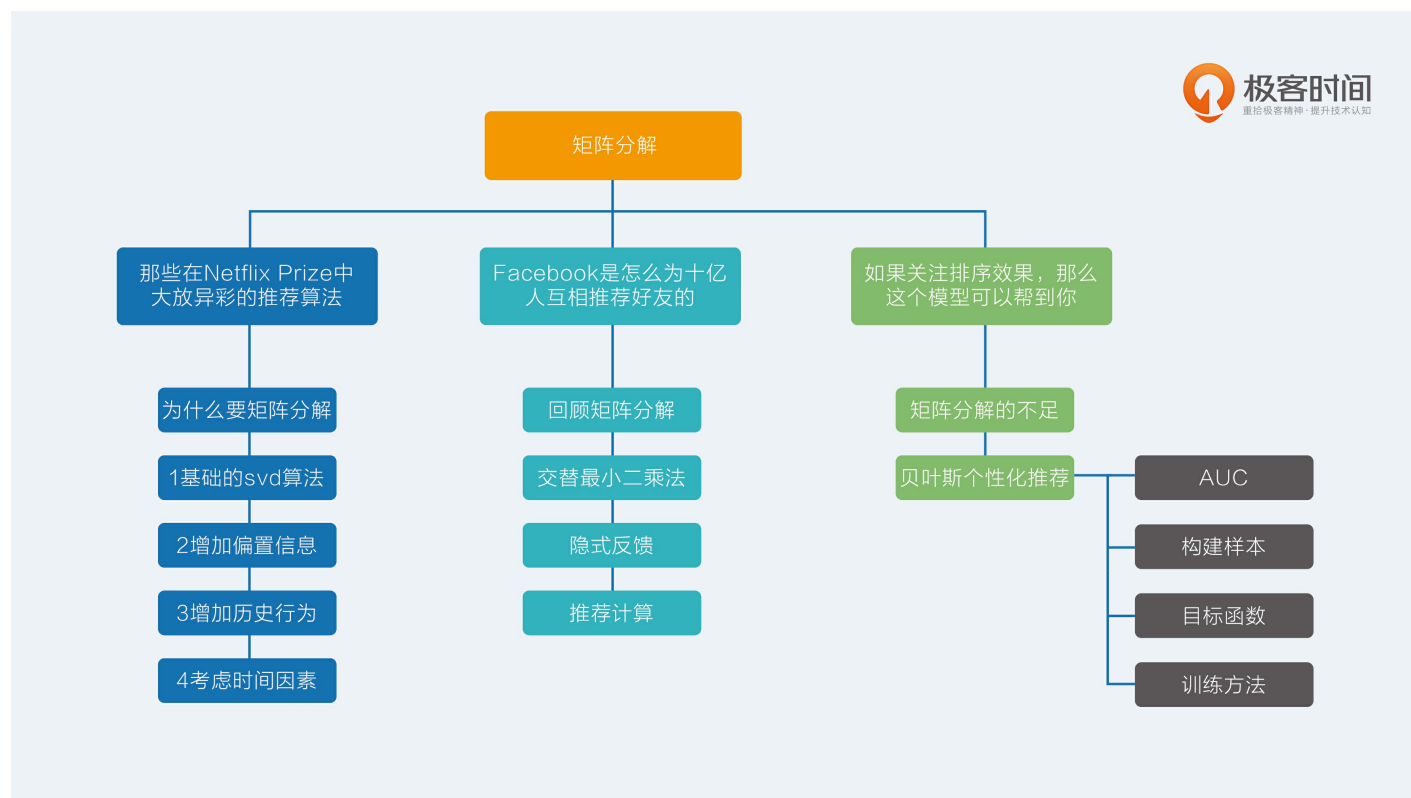 极客时间
重拾极客精神·提升技术认知
矩阵分解
那些在Netflix Prize中
大放异彩的推荐算法
为什么要矩阵分解
1基础的svd算法
2增加偏置信息
3增加历史行为
4考虑时间因素
Facebook是怎么为十亿
人互相推荐好友的
回顾矩阵分解
交替最小二乘法
隐式反馈
推荐计算
如果关注排序效果，那么
这个模型可以帮到你
矩阵分解的不足
贝叶斯个性化推荐
AUC
构建样本
目标函数
训练方法